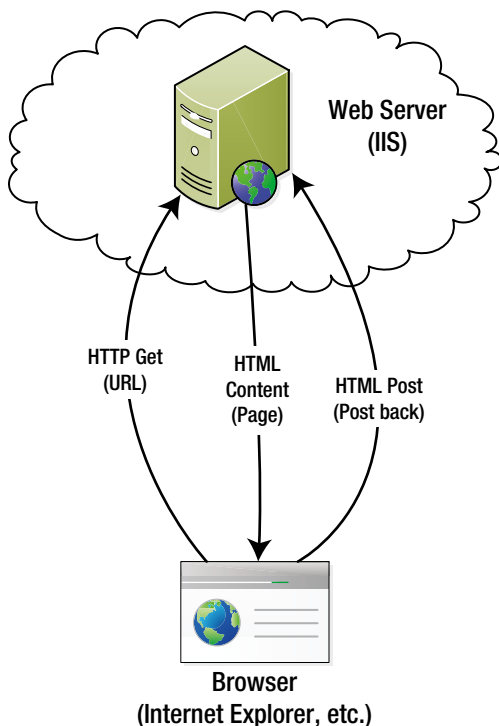 Web Server
(IIS)
HTTP Get
(URL)
HTML
Content
(Page)
HTML Post
(Post back)
Browser
(Internet Explorer, etc.)